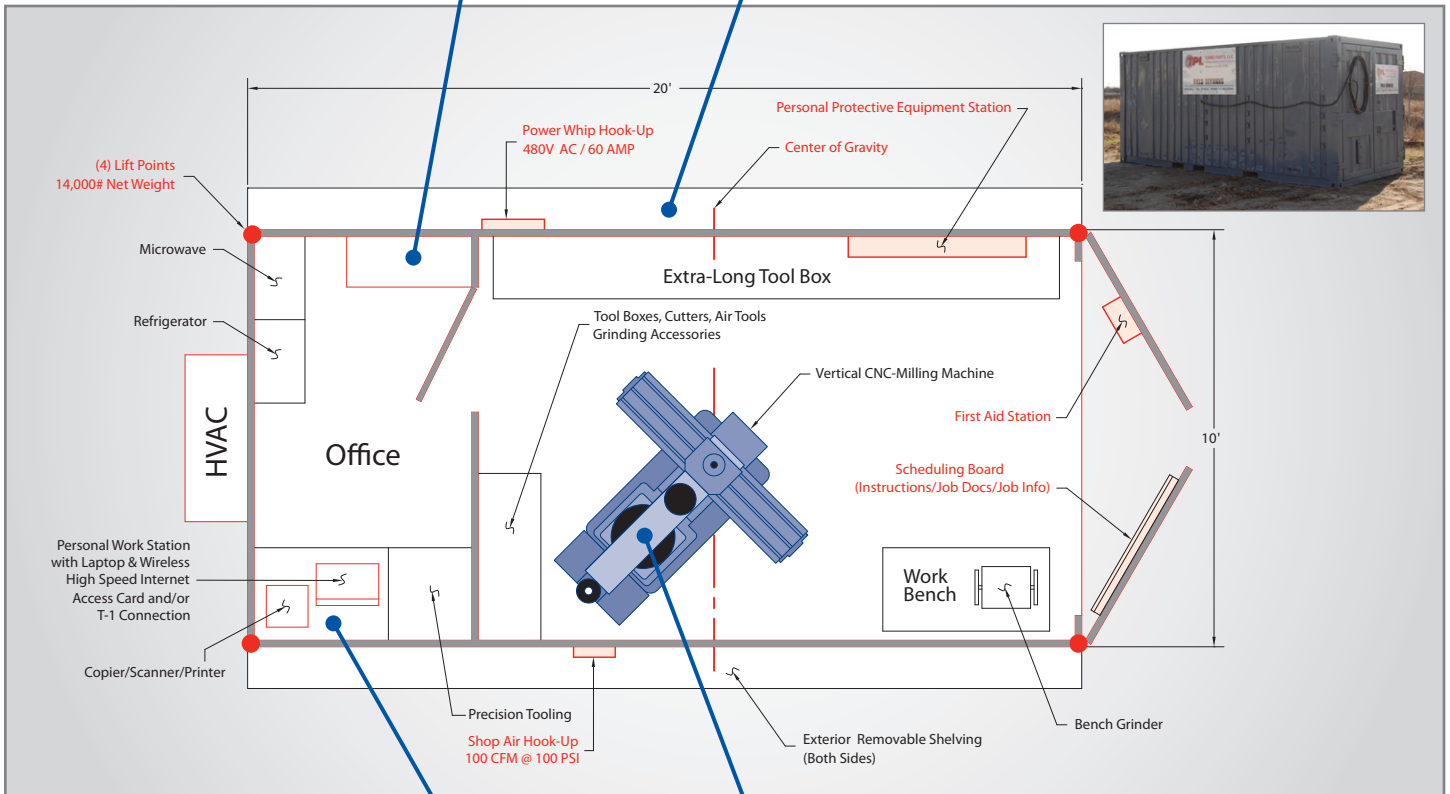 20'
Personal Protective Equipment Station
Power Whip Hook-Up
480V AC / 60 AMP
Center of Gravity
(4) Lift Points
14,000# Net Weight
Microwave
Extra-Long Tool Box
Refrigerator
Tool Boxes, Cutters, Air Tools
Grinding Accessories
Vertical CNC-Milling Machine
HVAC
First Aid Station
10'
Office
Scheduling Board
(Instructions/Job Docs/Job Info)
Personal Work Station
with Laptop & Wireless
High Speed Internet
Access Card and/or
T-1 Connection
Work
Bench
Copier/Scanner/Printer
Precision Tooling
Shop Air Hook-Up
100 CFM @ 100 PSI
Exterior Removable Shelving
(Both Sides)
Bench Grinder
TPL